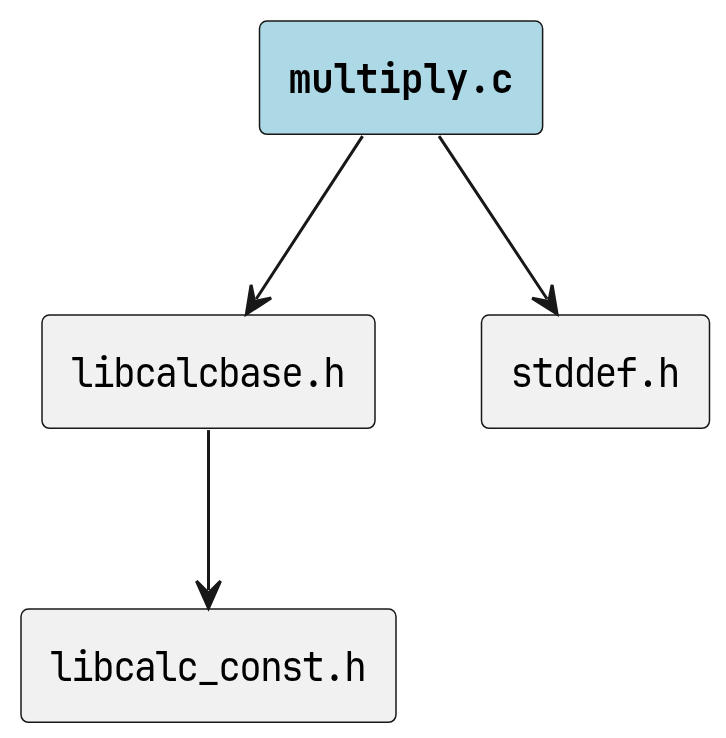 multiply.c
libcalcbase.h
stddef.h
libcalc_const.h